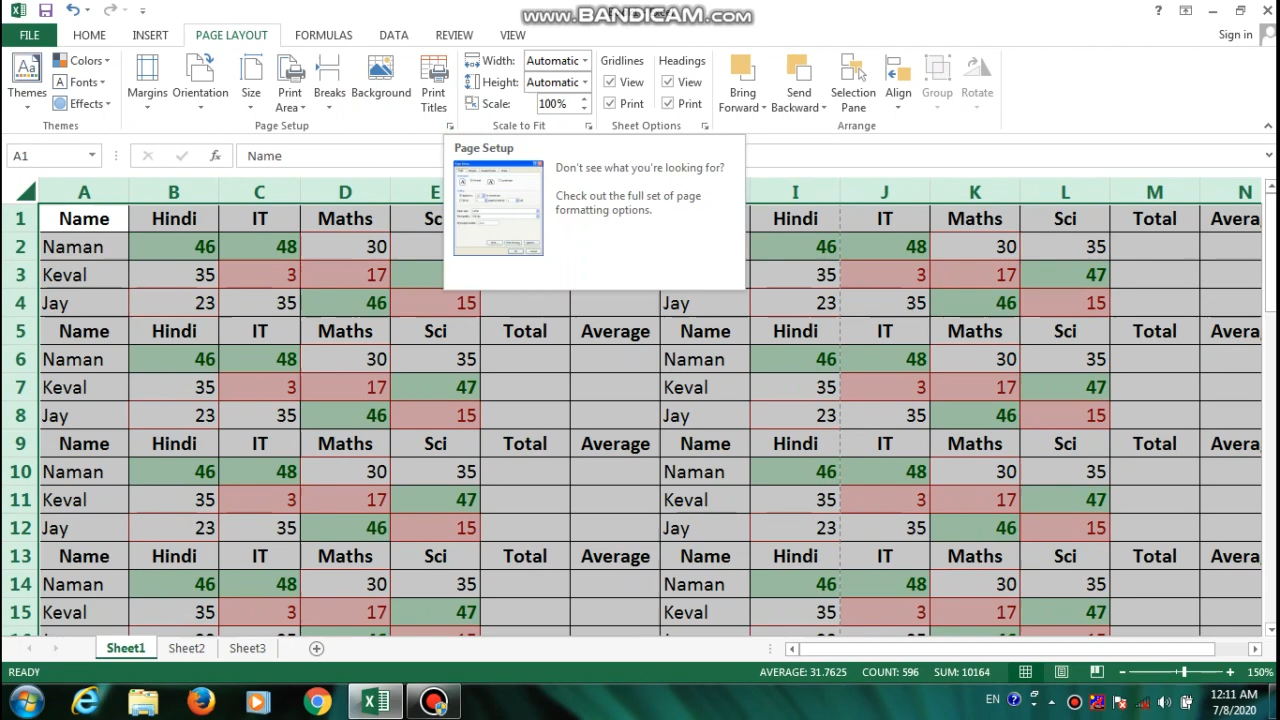 www.BANDICAM.com
FILE HOME INSERT PAGE LAYOUT FORMULAS DATA REVIEW VIEW Sign in
Themes Colors Fonts Effects
Margins Orientation Size Print Area Breaks Background Print Titles
Width: Automatic
Height: Automatic
Scale: 100%
Gridlines Headings
View View
Print Print
Bring Forward Send Backward Selection Pane Align Group Rotate
Themes Page Setup Scale to Fit Sheet Options Arrange
A1 fx Name
Page Setup
Don't see what you're looking for?
Check out the full set of page
formatting options.
A B C D E I J K L M N
1 Name Hindi IT Maths Sc Hindi IT Maths Sci Total Avera
2 Naman 46 48 30 46 48 30 35
3 Keval 35 3 17 35 3 17 47
4 Jay 23 35 46 15 Jay 23 35 46 15
5 Name Hindi IT Maths Sci Total Average Name Hindi IT Maths Sci Total Avera
6 Naman 46 48 30 35 Naman 46 48 30 35
7 Keval 35 3 17 47 Keval 35 3 17 47
8 Jay 23 35 46 15 Jay 23 35 46 15
9 Name Hindi IT Maths Sci Total Average Name Hindi IT Maths Sci Total Avera
10 Naman 46 48 30 35 Naman 46 48 30 35
11 Keval 35 3 17 47 Keval 35 3 17 47
12 Jay 23 35 46 15 Jay 23 35 46 15
13 Name Hindi IT Maths Sci Total Average Name Hindi IT Maths Sci Total Avera
14 Naman 46 48 30 35 Naman 46 48 30 35
15 Keval 35 3 17 47 Keval 35 3 17 47
Sheet1 Sheet2 Sheet3
READY AVERAGE: 31.7625 COUNT: 596 SUM: 10164 150%
EN 12:11 AM
7/8/2020